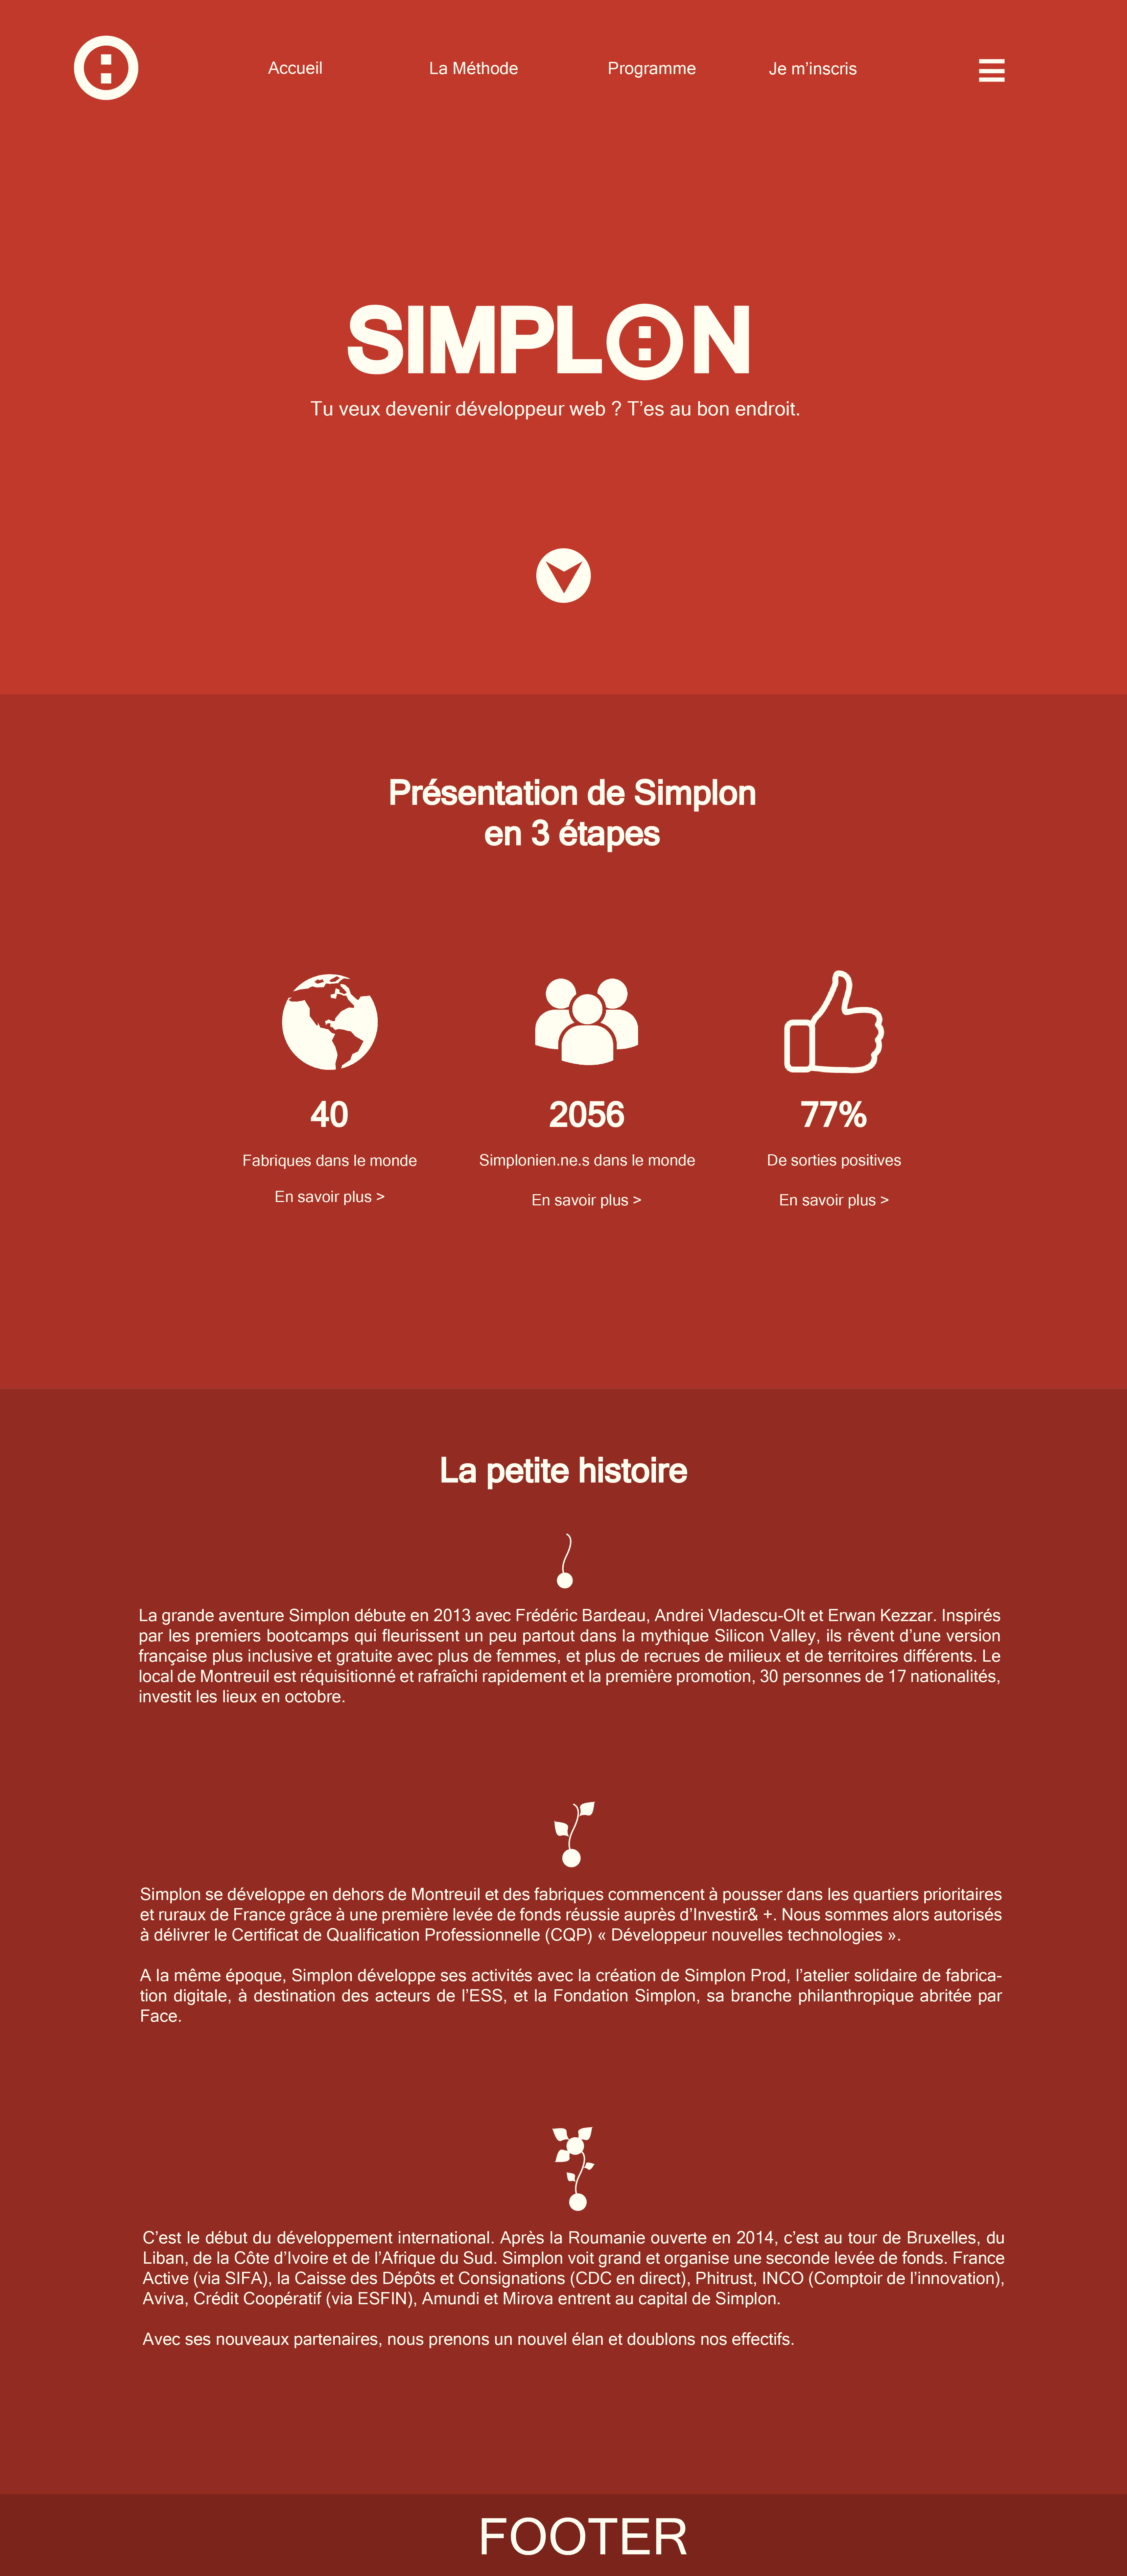 Accueil
La Méthode
Programme
Je m’inscris
SIMPLON
Tu veux devenir développeur web ? T’es au bon endroit.
Présentation de Simplon
en 3 étapes
40
2056
77%
Fabriques dans le monde
Simplonien.ne.s dans le monde
De sorties positives
En savoir plus >
En savoir plus >
En savoir plus >
La petite histoire
La grande aventure Simplon débute en 2013 avec Frédéric Bardeau, Andrei Vladescu-Olt et Erwan Kezzar. Inspirés
par les premiers bootcamps qui fleurissent un peu partout dans la mythique Silicon Valley, ils rêvent d’une version
française plus inclusive et gratuite avec plus de femmes, et plus de recrues de milieux et de territoires différents. Le
local de Montreuil est réquisitionné et rafraîchi rapidement et la première promotion, 30 personnes de 17 nationalités,
investit les lieux en octobre.
Simplon se développe en dehors de Montreuil et des fabriques commencent à pousser dans les quartiers prioritaires
et ruraux de France grâce à une première levée de fonds réussie auprès d’Investir& +. Nous sommes alors autorisés
à délivrer le Certificat de Qualification Professionnelle (CQP) « Développeur nouvelles technologies ».
A la même époque, Simplon développe ses activités avec la création de Simplon Prod, l’atelier solidaire de fabrica-
tion digitale, à destination des acteurs de l’ESS, et la Fondation Simplon, sa branche philanthropique abritée par
Face.
C’est le début du développement international. Après la Roumanie ouverte en 2014, c’est au tour de Bruxelles, du
Liban, de la Côte d’Ivoire et de l’Afrique du Sud. Simplon voit grand et organise une seconde levée de fonds. France
Active (via SIFA), la Caisse des Dépôts et Consignations (CDC en direct), Phitrust, INCO (Comptoir de l’innovation),
Aviva, Crédit Coopératif (via ESFIN), Amundi et Mirova entrent au capital de Simplon.
Avec ses nouveaux partenaires, nous prenons un nouvel élan et doublons nos effectifs.
FOOTER